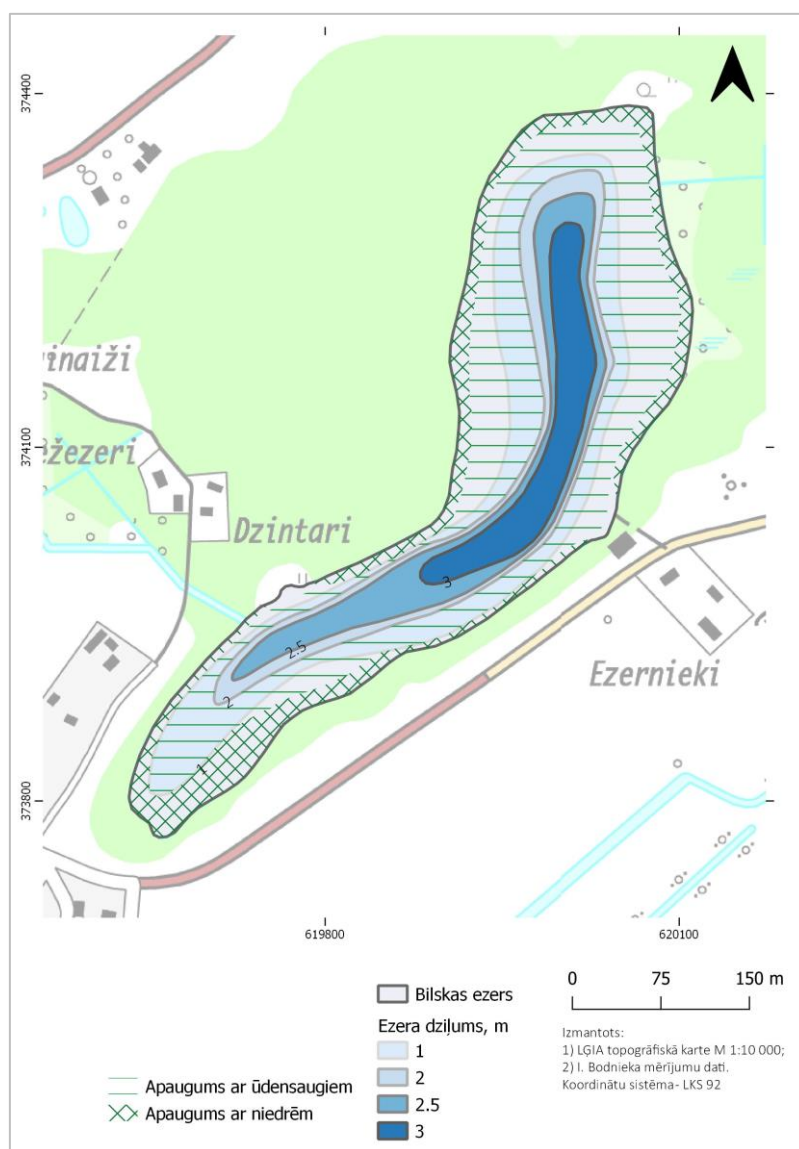 374400
inaiži
374100
ežezeri
Dzintari
3
2.5
2
Ezernieki
1
373800
619800
620100
0 75 150 m
Bilskas ezers
Ezera dziļums, m
1
2
2.5
3
Apaugums ar ūdensaugiem
Apaugums ar niedrēm
Izmantots:
1) LĢIA topogrāfiskā karte M 1:10 000;
2) I. Bodnieka mērījumu dati.
Koordinātu sistēma- LKS 92